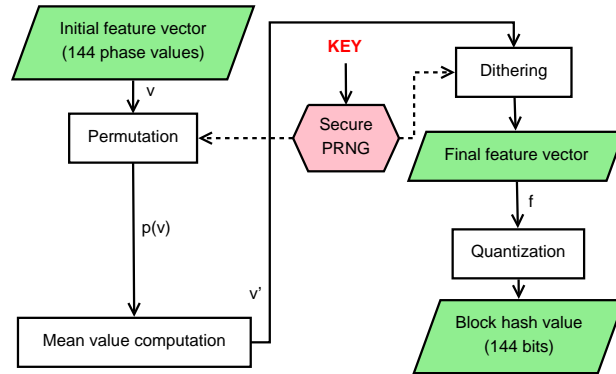 Initial feature vector
(144 phase values)
v
Permutation
p(v)
Mean value computation
v'
KEY
Secure
PRNG
Dithering
Final feature vector
f
Quantization
Block hash value
(144 bits)